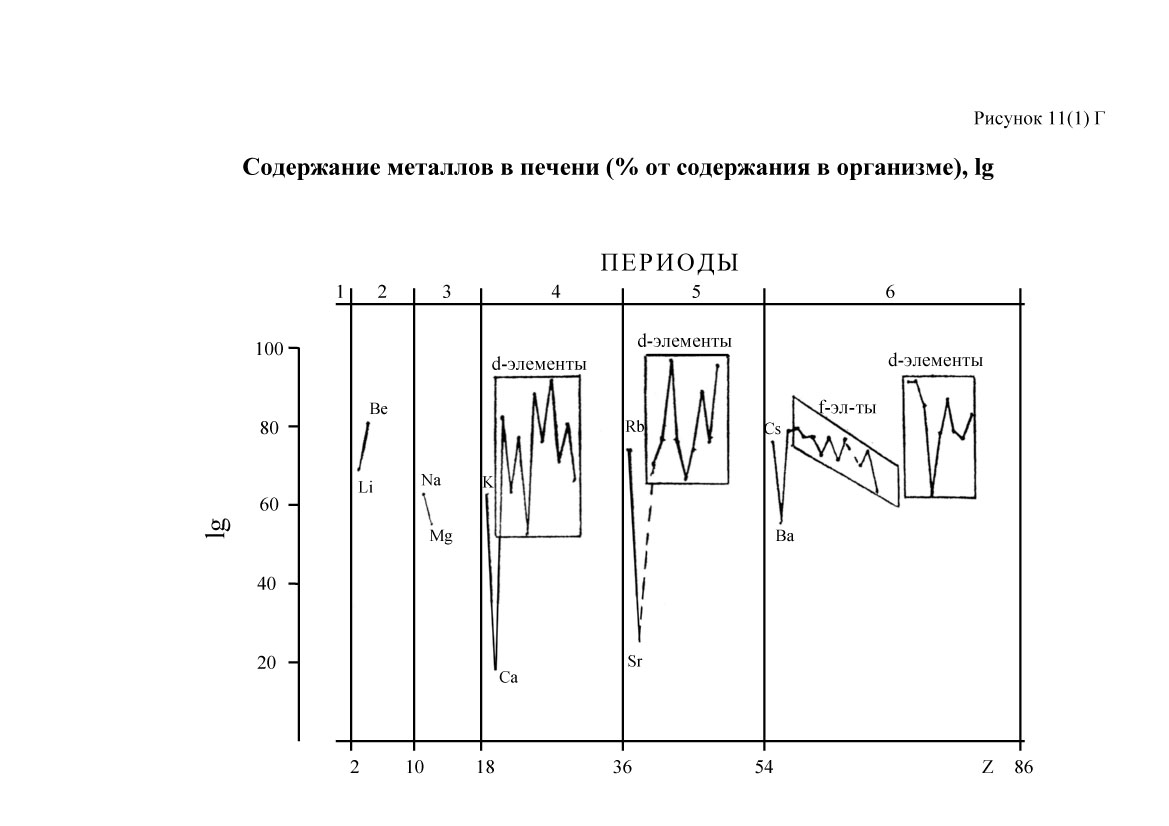 Рисунок 11(1) Г
Содержание металлов в печени (% от содержания в организме), lg
ПЕРИОДЫ
1 2 3 4 5 6
d-элементы
d-элементы
d-элементы
f-эл-ты
100
80
60
40
20
lg
Be
Li
Na
Mg
K
Ca
Rb
Sr
Cs
Ba
2 10 18 36 54 Z 86